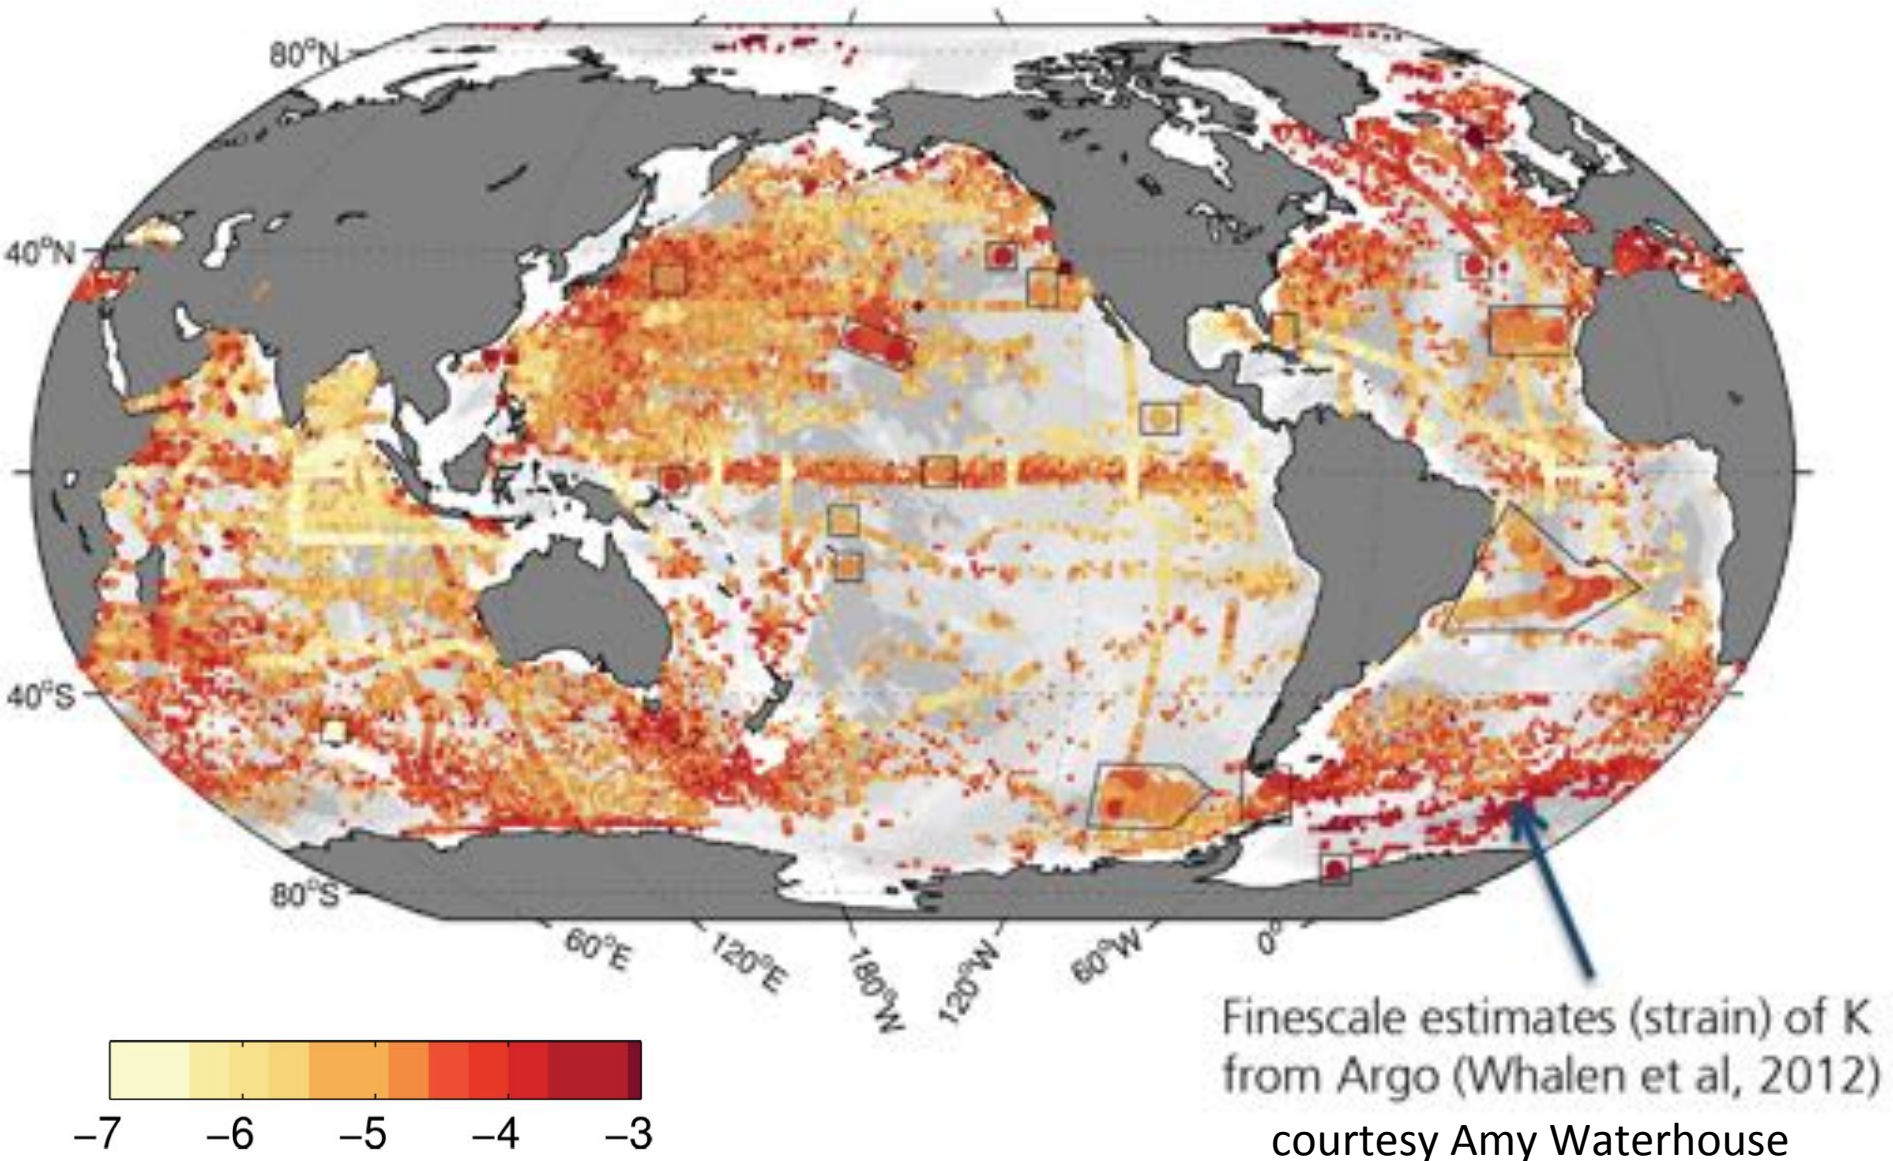 80°N
40°N
40°S
80°S
60°E
120°E
180°W
120°W
60°W
0°
−7 −6 −5 −4 −3
Finescale estimates (strain) of K
from Argo (Whalen et al, 2012)
courtesy Amy Waterhouse